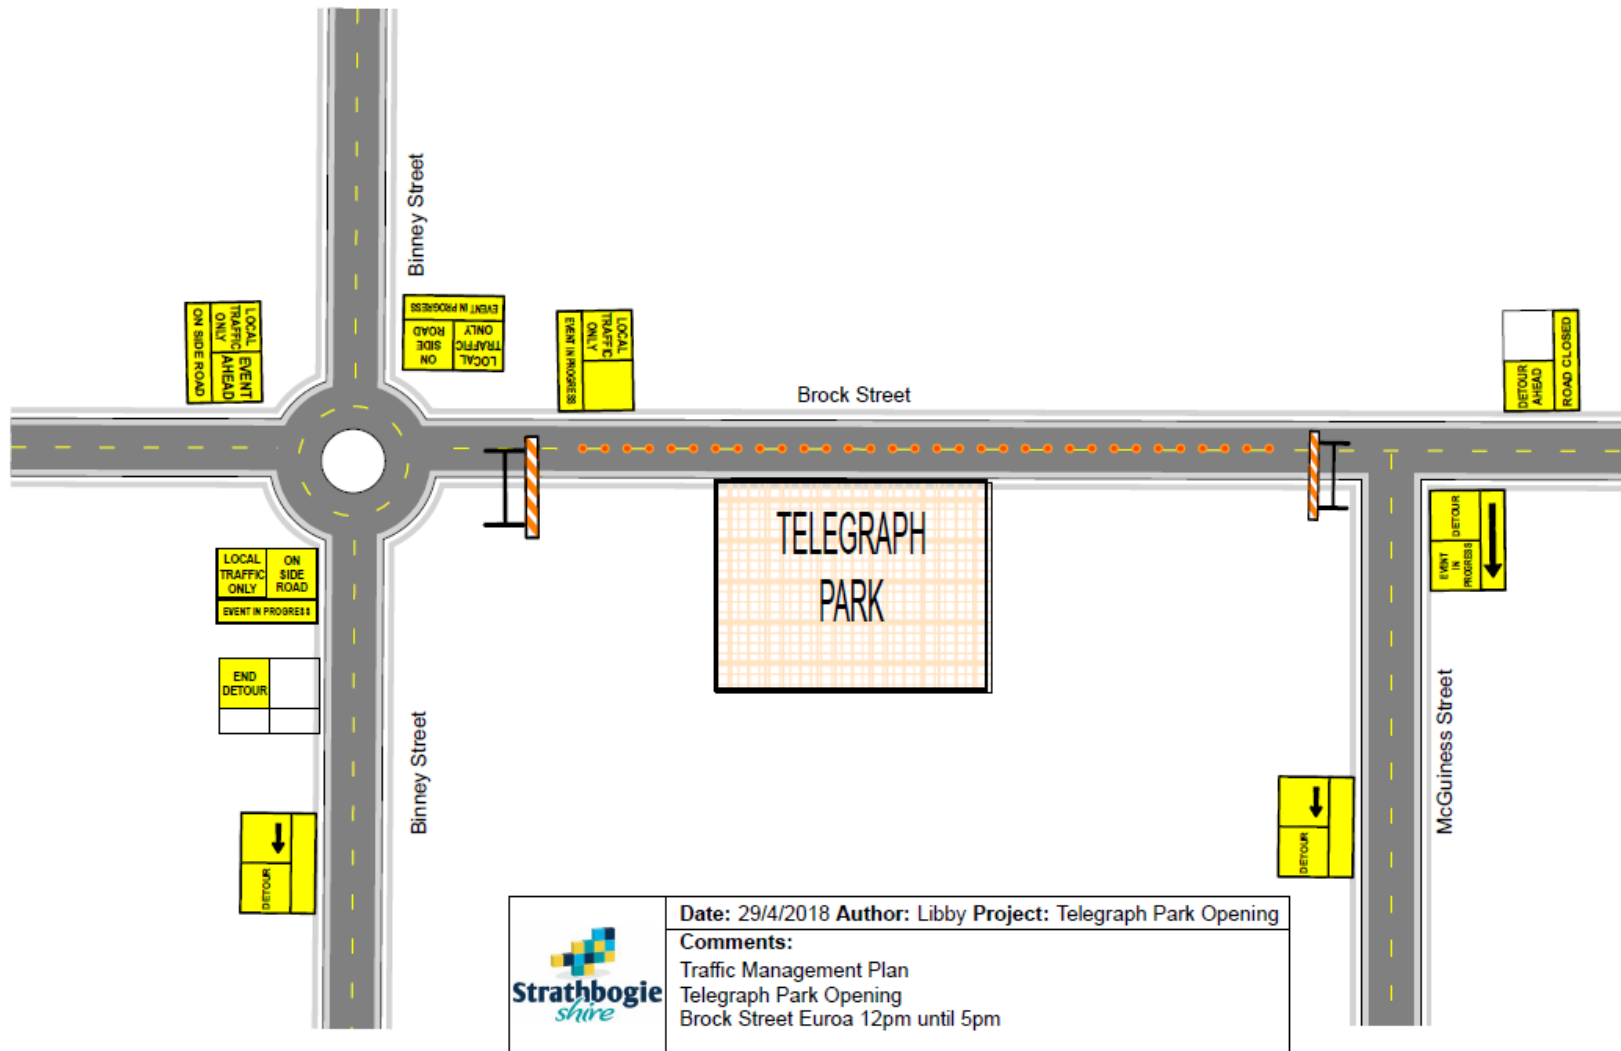 Binney Street
LOCAL
TRAFFIC
ONLY
EVENT
AHEAD
ON SIDE ROAD
EVENT IN PROGRESS
LOCAL
TRAFFIC
ONLY
ON
SIDE
ROAD
LOCAL
TRAFFIC
ONLY
EVENT IN PROGRESS
Brock Street
DETOUR
AHEAD
ROAD CLOSED
TELEGRAPH
PARK
DETOUR
EVENT
IN
PROGRESS
LOCAL
TRAFFIC
ONLY
ON
SIDE
ROAD
EVENT IN PROGRESS
END
DETOUR
Binney Street
McGuiness Street
DETOUR
DETOUR
Strathbogie
shire
Date: 29/4/2018 Author: Libby Project: Telegraph Park Opening
Comments:
Traffic Management Plan
Telegraph Park Opening
Brock Street Euroa 12pm until 5pm